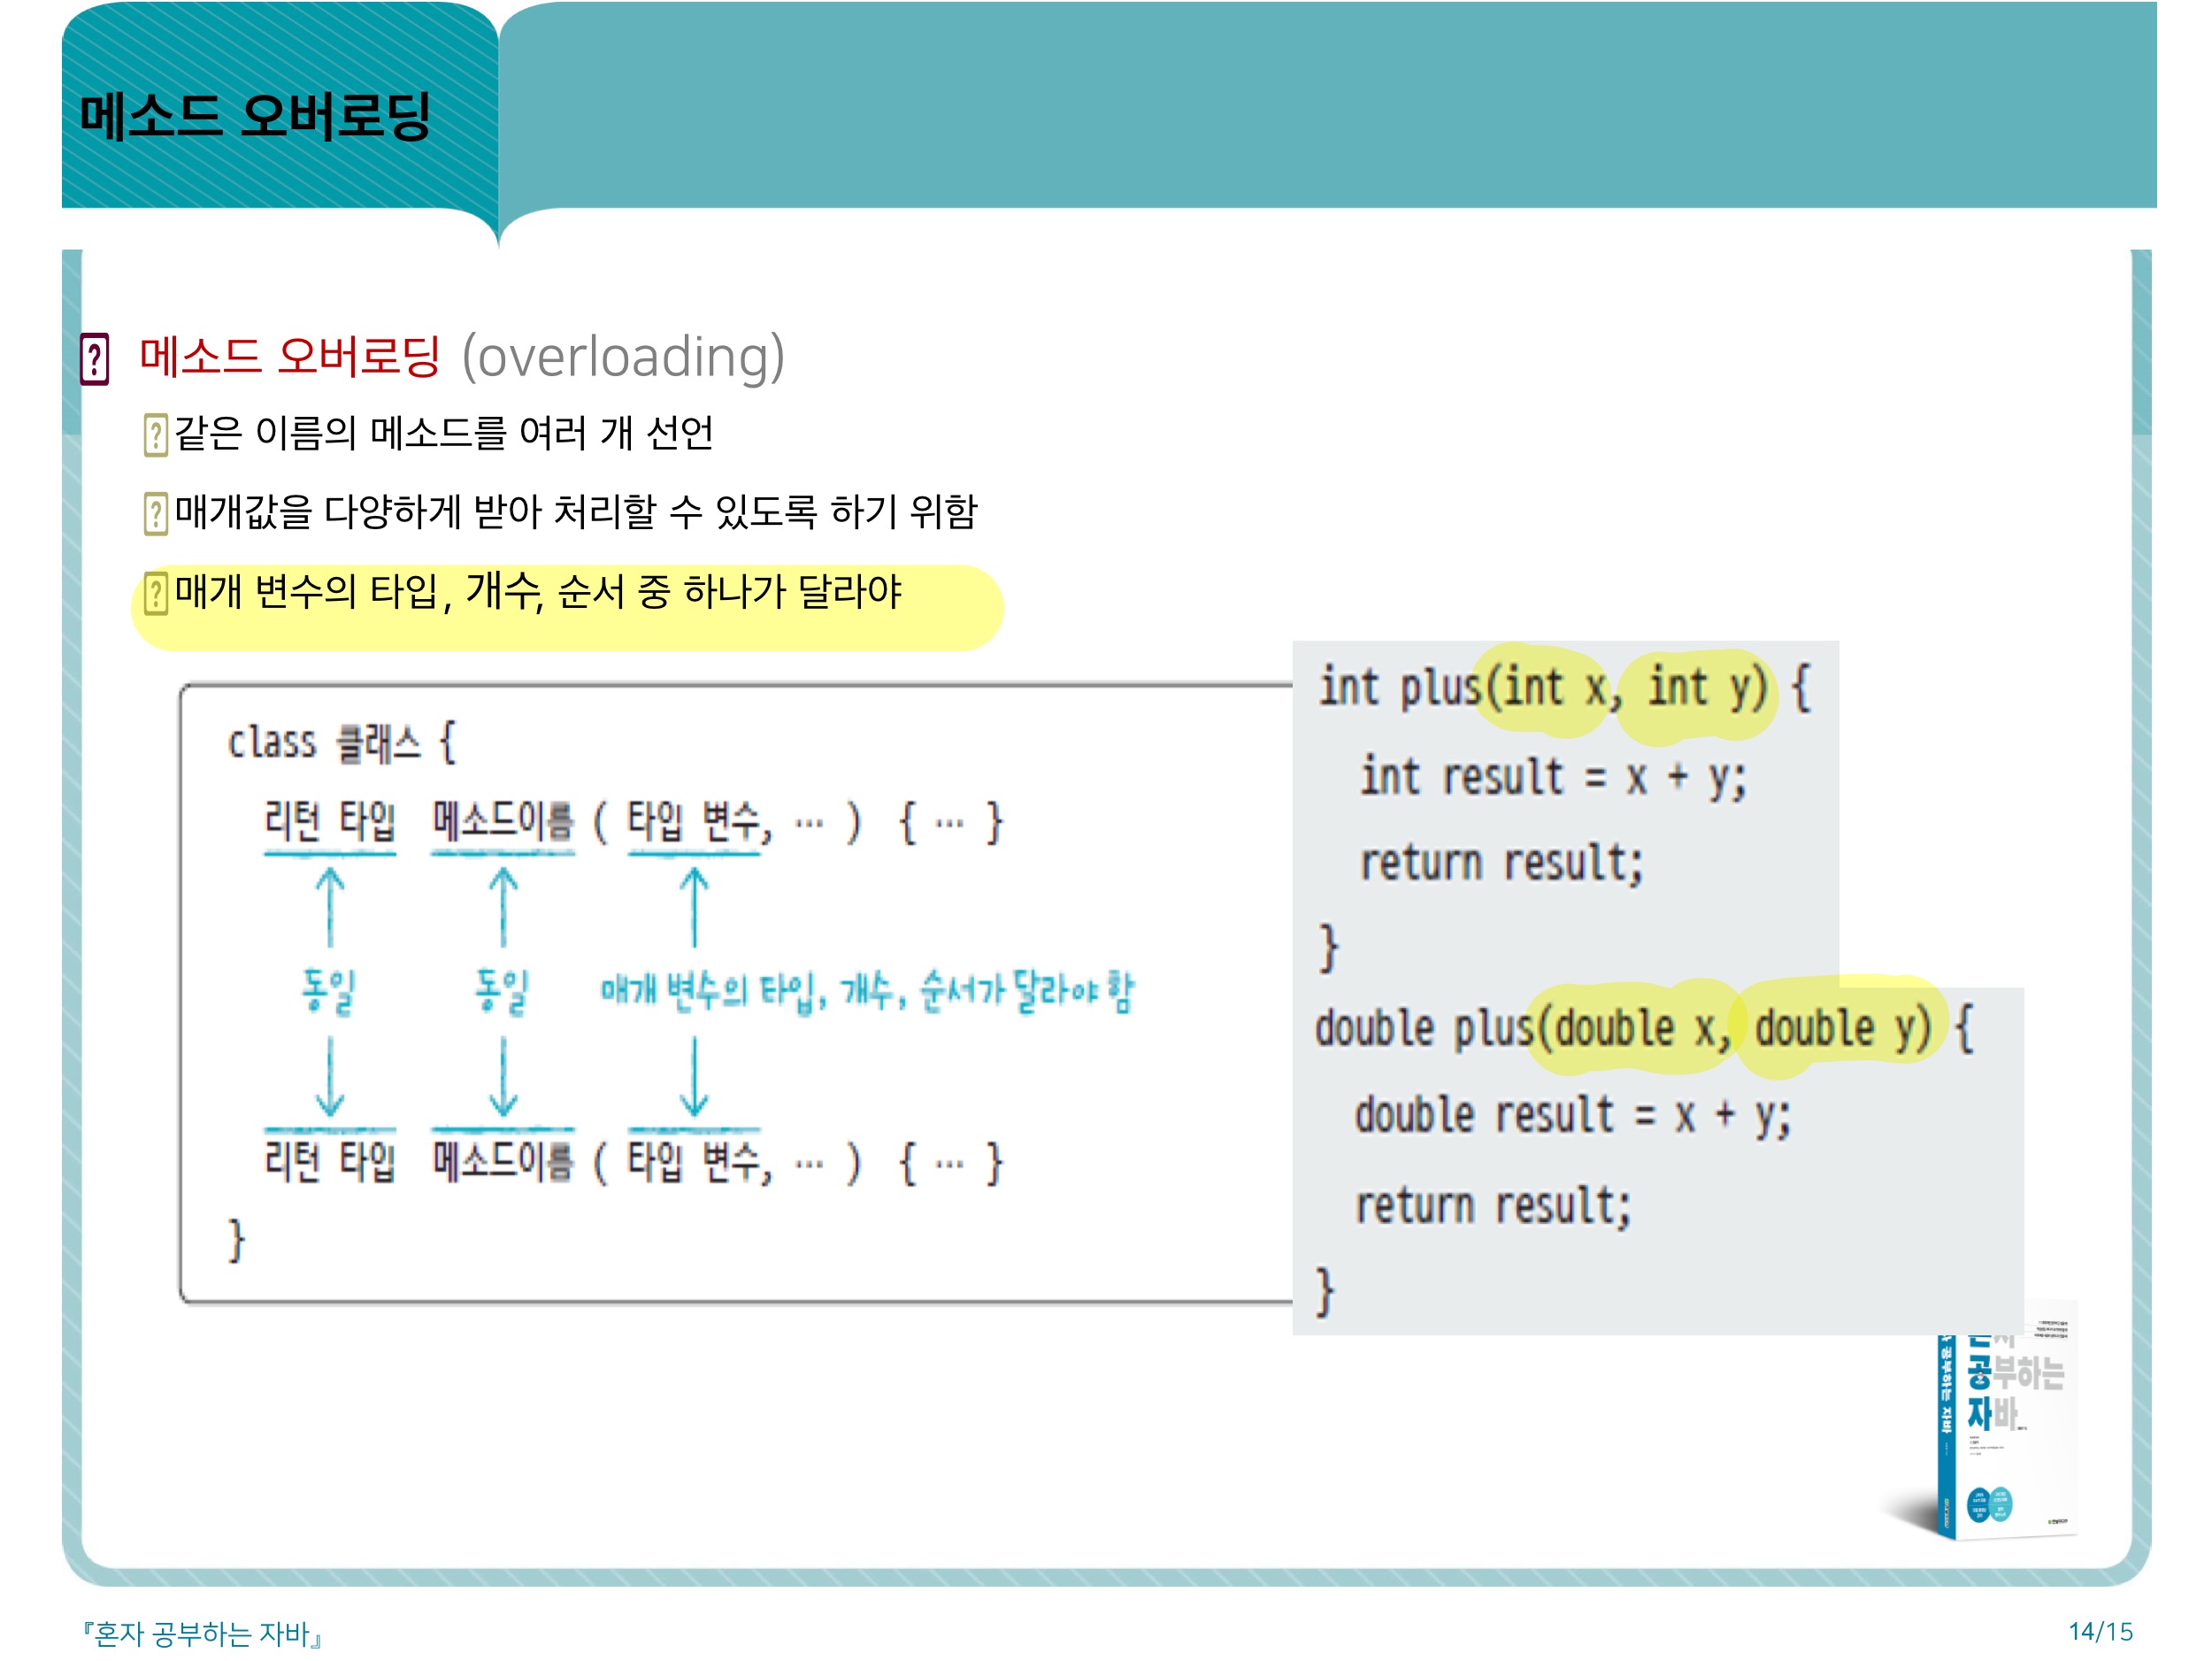 메소드 오버로딩
메소드 오버로딩 (overloading)
같은 이름의 메소드를 여러 개 선언
매개값을 다양하게 받아 처리할 수 있도록 하기 위함
매개 변수의 타입, 개수, 순서 중 하나가 달라야
class 클래스 {
리턴 타입 메소드이름 ( 타입 변수, … ) { … }
동일 동일 매개 변수의 타입, 개수, 순서가 달라야 함
리턴 타입 메소드이름 ( 타입 변수, … ) { … }
}
int plus(int x, int y) {
int result = x + y;
return result;
}
double plus(double x, double y) {
double result = x + y;
return result;
}
공부하는
자바
공부하는 자바
『혼자 공부하는 자바』
14/15